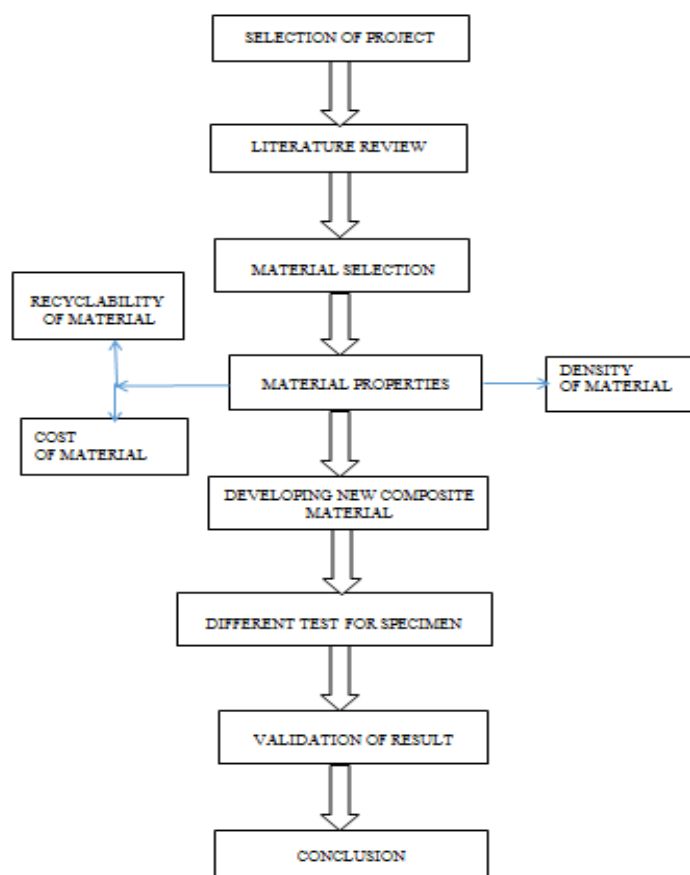 SELECTION OF PROJECT
LITERATURE REVIEW
MATERIAL SELECTION
RECYCLABILITY
OF MATERIAL
MATERIAL PROPERTIES
DENSITY
OF MATERIAL
COST
OF MATERIAL
DEVELOPING NEW COMPOSITE
MATERIAL
DIFFERENT TEST FOR SPECIMEN
VALIDATION OF RESULT
CONCLUSION